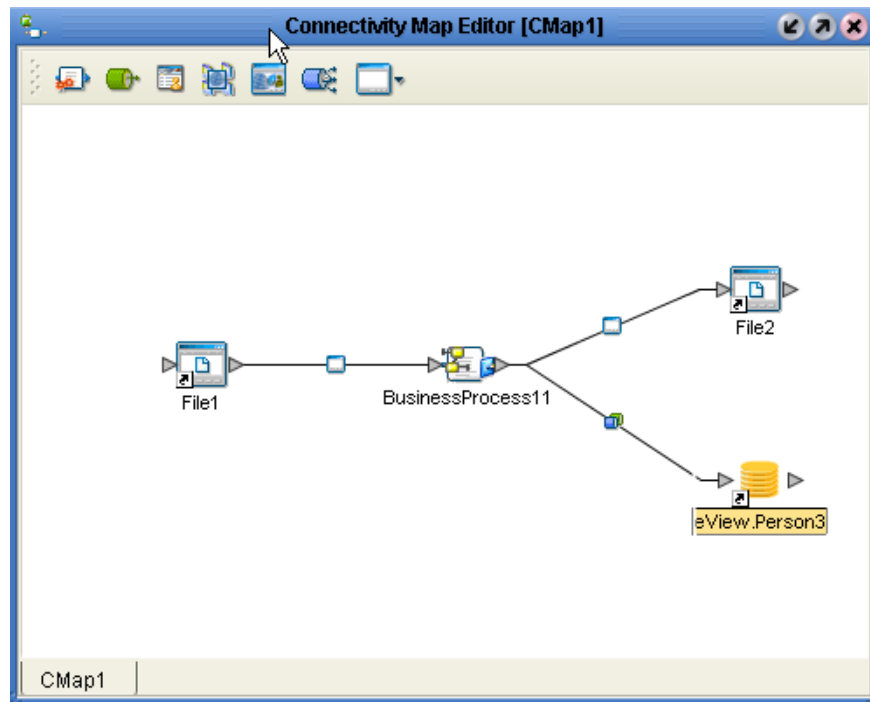 Connectivity Map Editor [CMap1]
File2
File1
BusinessProcess11
eView.Person3
CMap1